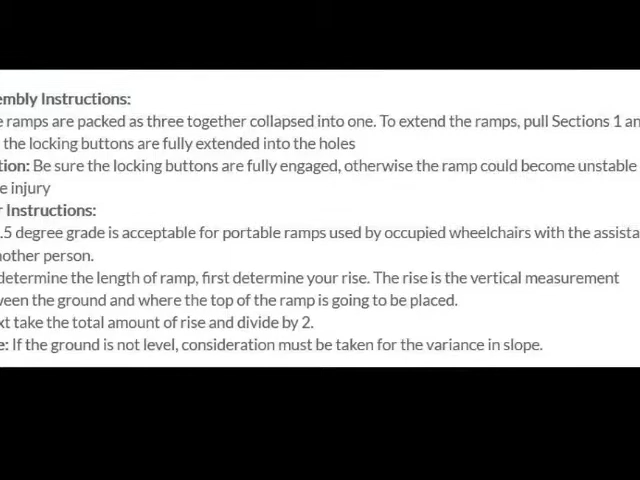 embly Instructions:
e ramps are packed as three together collapsed into one. To extend the ramps, pull Sections 1 an
the locking buttons are fully extended into the holes
tion: Be sure the locking buttons are fully engaged, otherwise the ramp could become unstable
e injury
r Instructions:
.5 degree grade is acceptable for portable ramps used by occupied wheelchairs with the assista
nother person.
determine the length of ramp, first determine your rise. The rise is the vertical measurement
ween the ground and where the top of the ramp is going to be placed.
xt take the total amount of rise and divide by 2.
e: If the ground is not level, consideration must be taken for the variance in slope.